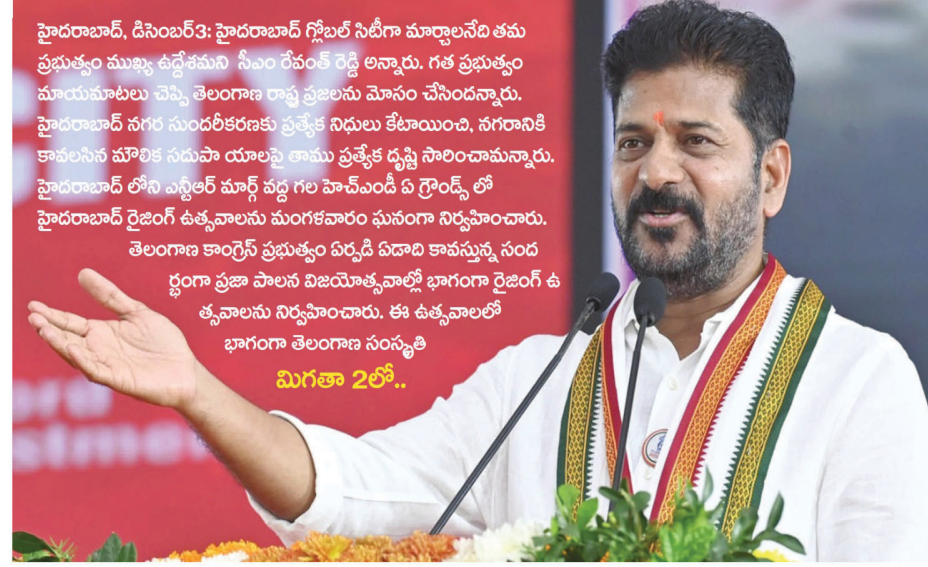 హైదరాబాద్, డిసెంబర్3: హైదరాబాద్ గ్లోబల్ సిటీగా మార్చాలనేది తమ
ప్రభుత్వం ముఖ్య ఉద్దేశమని సీఎం రేవంత్ రెడ్డి అన్నారు. గత ప్రభుత్వం
మాయమాటలు చెప్పి తెలంగాణ రాష్ట్ర ప్రజలను మోసం చేసిందన్నారు.
హైదరాబాద్ నగర సుందరీకరణకు ప్రత్యేక నిధులు కేటాయించి, నగరానికి
కావలసిన మౌలిక సదుపా యాలపై తాము ప్రత్యేక దృష్టి సారించామన్నారు.
హైదరాబాద్ లోని ఎన్టీఆర్ మార్గ్ వద్ద గల హెచ్ఎండీ ఏ గ్రౌండ్స్ లో
హైదరాబాద్ రైజింగ్ ఉత్సవాలను మంగళవారం ఘనంగా నిర్వహించారు.
తెలంగాణ కాంగ్రెస్ ప్రభుత్వం ఏర్పడి ఏడాది కావస్తున్న సంద
ర్భంగా ప్రజా పాలన విజయోత్సవాల్లో భాగంగా రైజింగ్ ఉ
త్సవాలను నిర్వహించారు. ఈ ఉత్సవాలలో
భాగంగా తెలంగాణ సంస్కృతి
మిగతా 2లో..